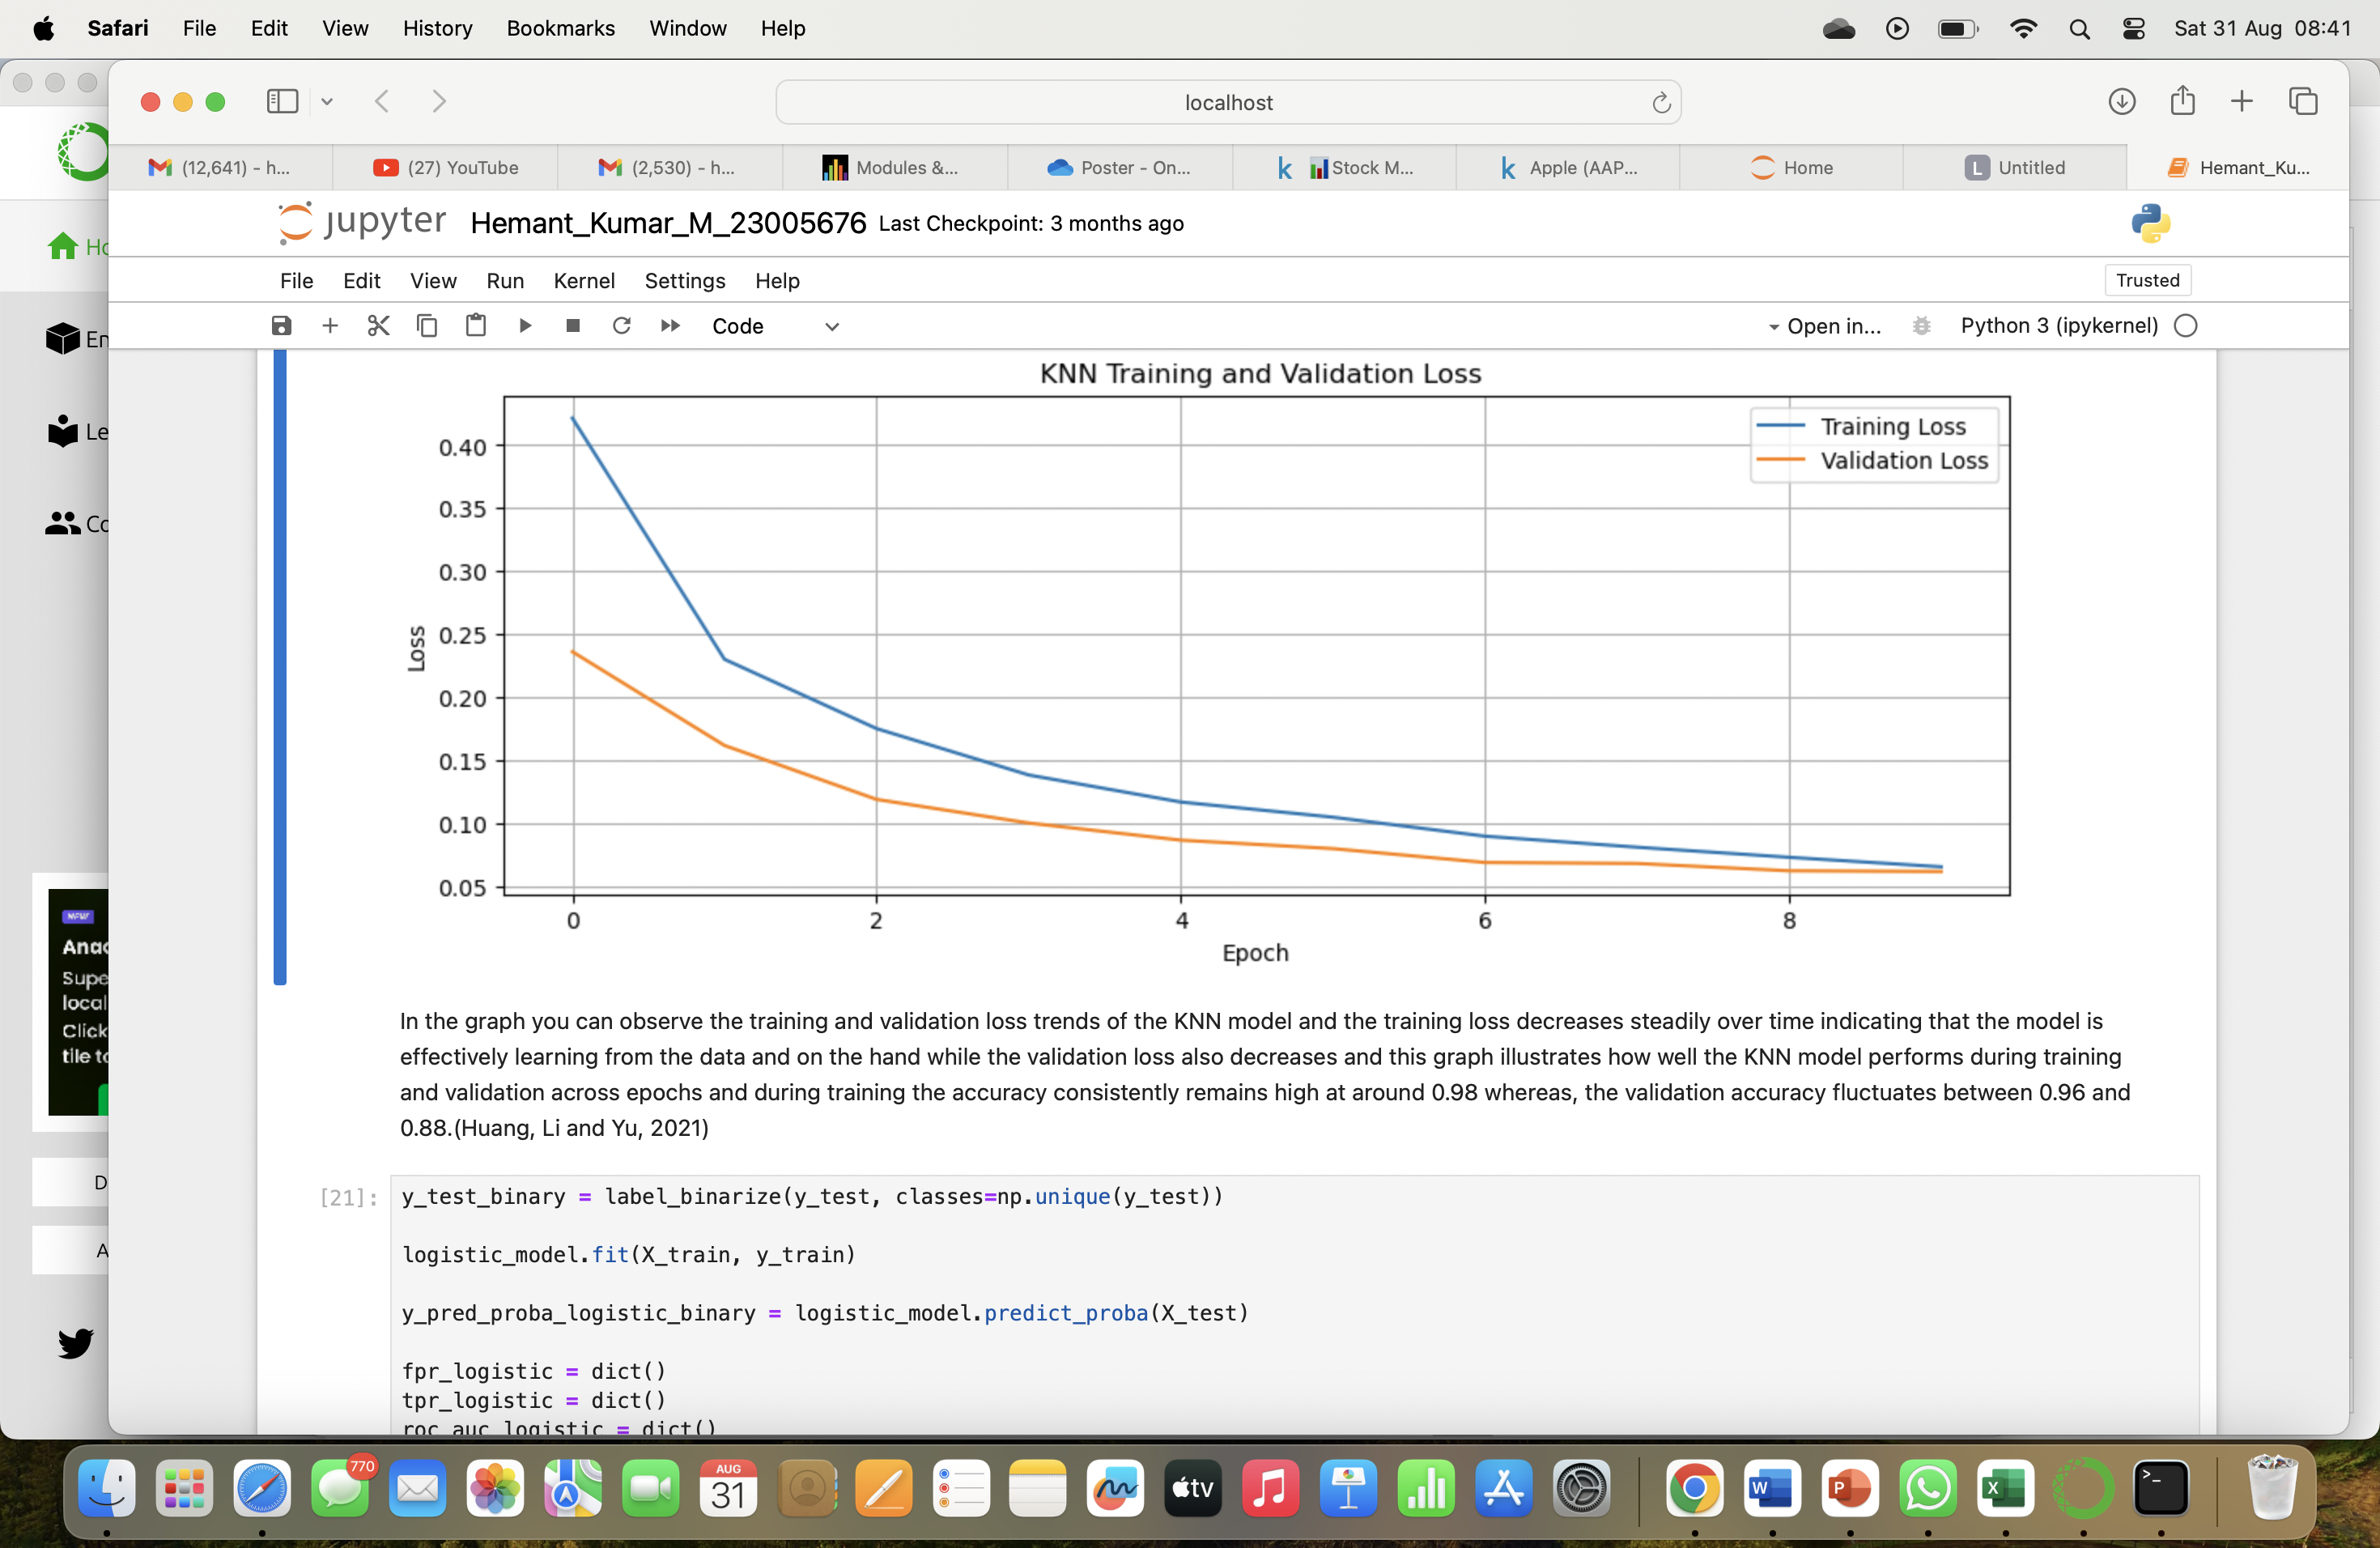 Safari File Edit View History Bookmarks Window Help Sat 31 Aug 08:41
localhost
(12,641) - h... (27) YouTube (2,530) - h... Modules &... Poster - On... Stock M... Apple (AAP... Home L Untitled Hemant_Ku...
jupyter Hemant_Kumar_M_23005676 Last Checkpoint: 3 months ago
File Edit View Run Kernel Settings Help Trusted
Code Open in... Python 3 (ipykernel)
Ho
En
Le
Co
KNN Training and Validation Loss
Training Loss
Validation Loss
0.40
0.35
0.30
0.25
0.20
0.15
0.10
0.05
Loss
0 2 4 6 8
Epoch
NEW
Anac
Supe
local
Click
tile to
D
A
In the graph you can observe the training and validation loss trends of the KNN model and the training loss decreases steadily over time indicating that the model is
effectively learning from the data and on the hand while the validation loss also decreases and this graph illustrates how well the KNN model performs during training
and validation across epochs and during training the accuracy consistently remains high at around 0.98 whereas, the validation accuracy fluctuates between 0.96 and
0.88.(Huang, Li and Yu, 2021)
[21]: y_test_binary = label_binarize(y_test, classes=np.unique(y_test))
logistic_model.fit(X_train, y_train)
y_pred_proba_logistic_binary = logistic_model.predict_proba(X_test)
fpr_logistic = dict()
tpr_logistic = dict()
roc_auc_logistic = dict()
770
AUG
31
tv
W
P
X
>_